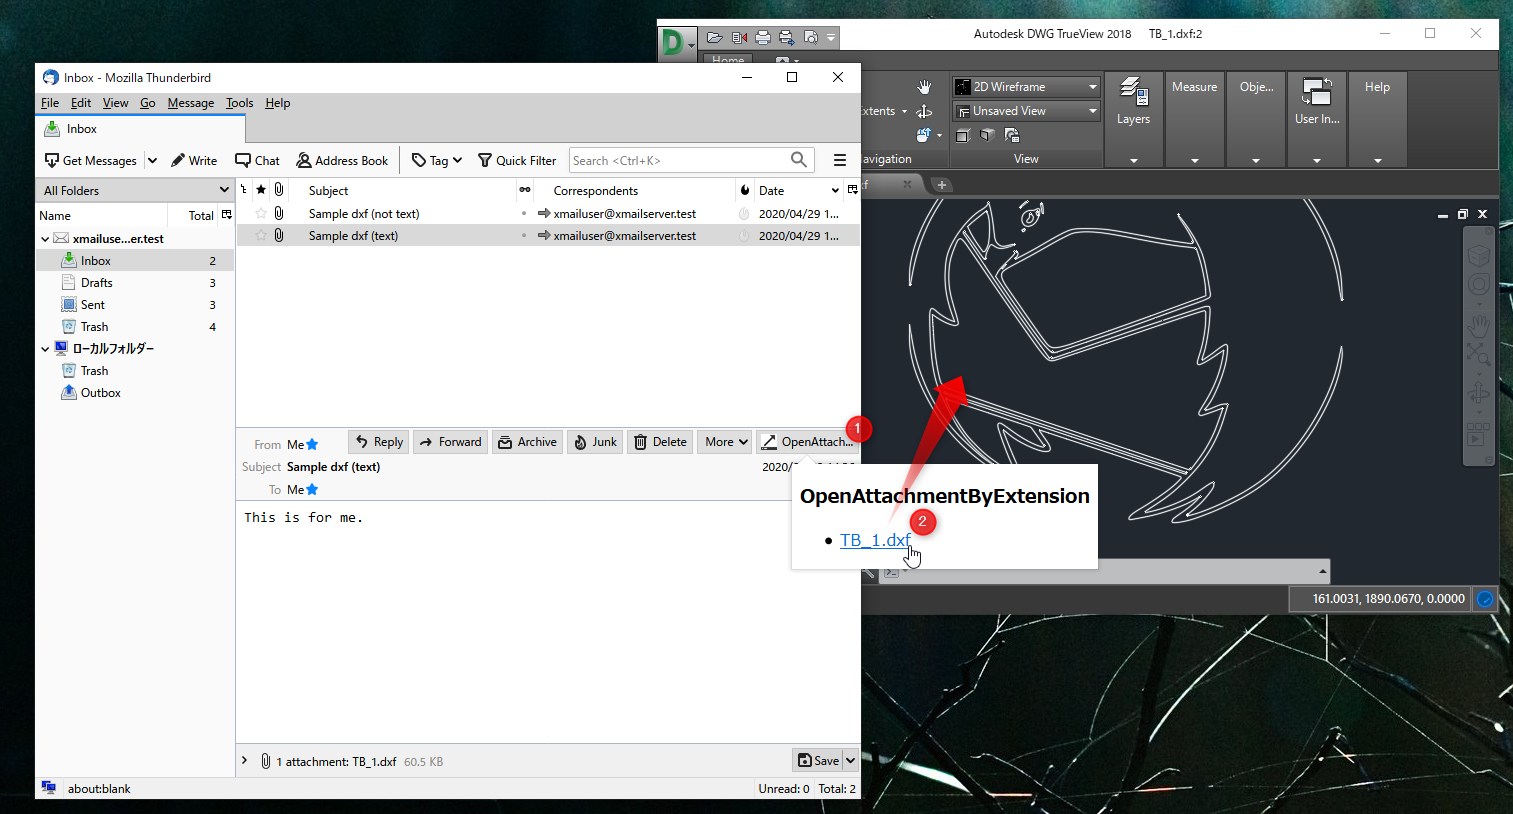 Autodesk DWG TrueView 2018 TB_1.dxf:2
Home
2D Wireframe
Unsaved View
View
Layers
Measure
Obje...
User In...
Help
161.0031, 1890.0670, 0.0000
Inbox - Mozilla Thunderbird
File Edit View Go Message Tools Help
Inbox
Get Messages Write Chat Address Book Tag Quick Filter Search <Ctrl+K>
All Folders
Name Total
xmailuse...er.test
Inbox 2
Drafts 3
Sent 3
Trash 4
ローカルフォルダー
Trash
Outbox
Subject Correspondents Date
Sample dxf (not text) xmailuser@xmailserver.test 2020/04/29 1...
Sample dxf (text) xmailuser@xmailserver.test 2020/04/29 1...
From Me Reply Forward Archive Junk Delete More OpenAttach...
1
Subject Sample dxf (text)
To Me
This is for me.
OpenAttachmentByExtension
2
TB_1.dxf
1 attachment: TB_1.dxf 60.5 KB Save
about:blank Unread: 0 Total: 2